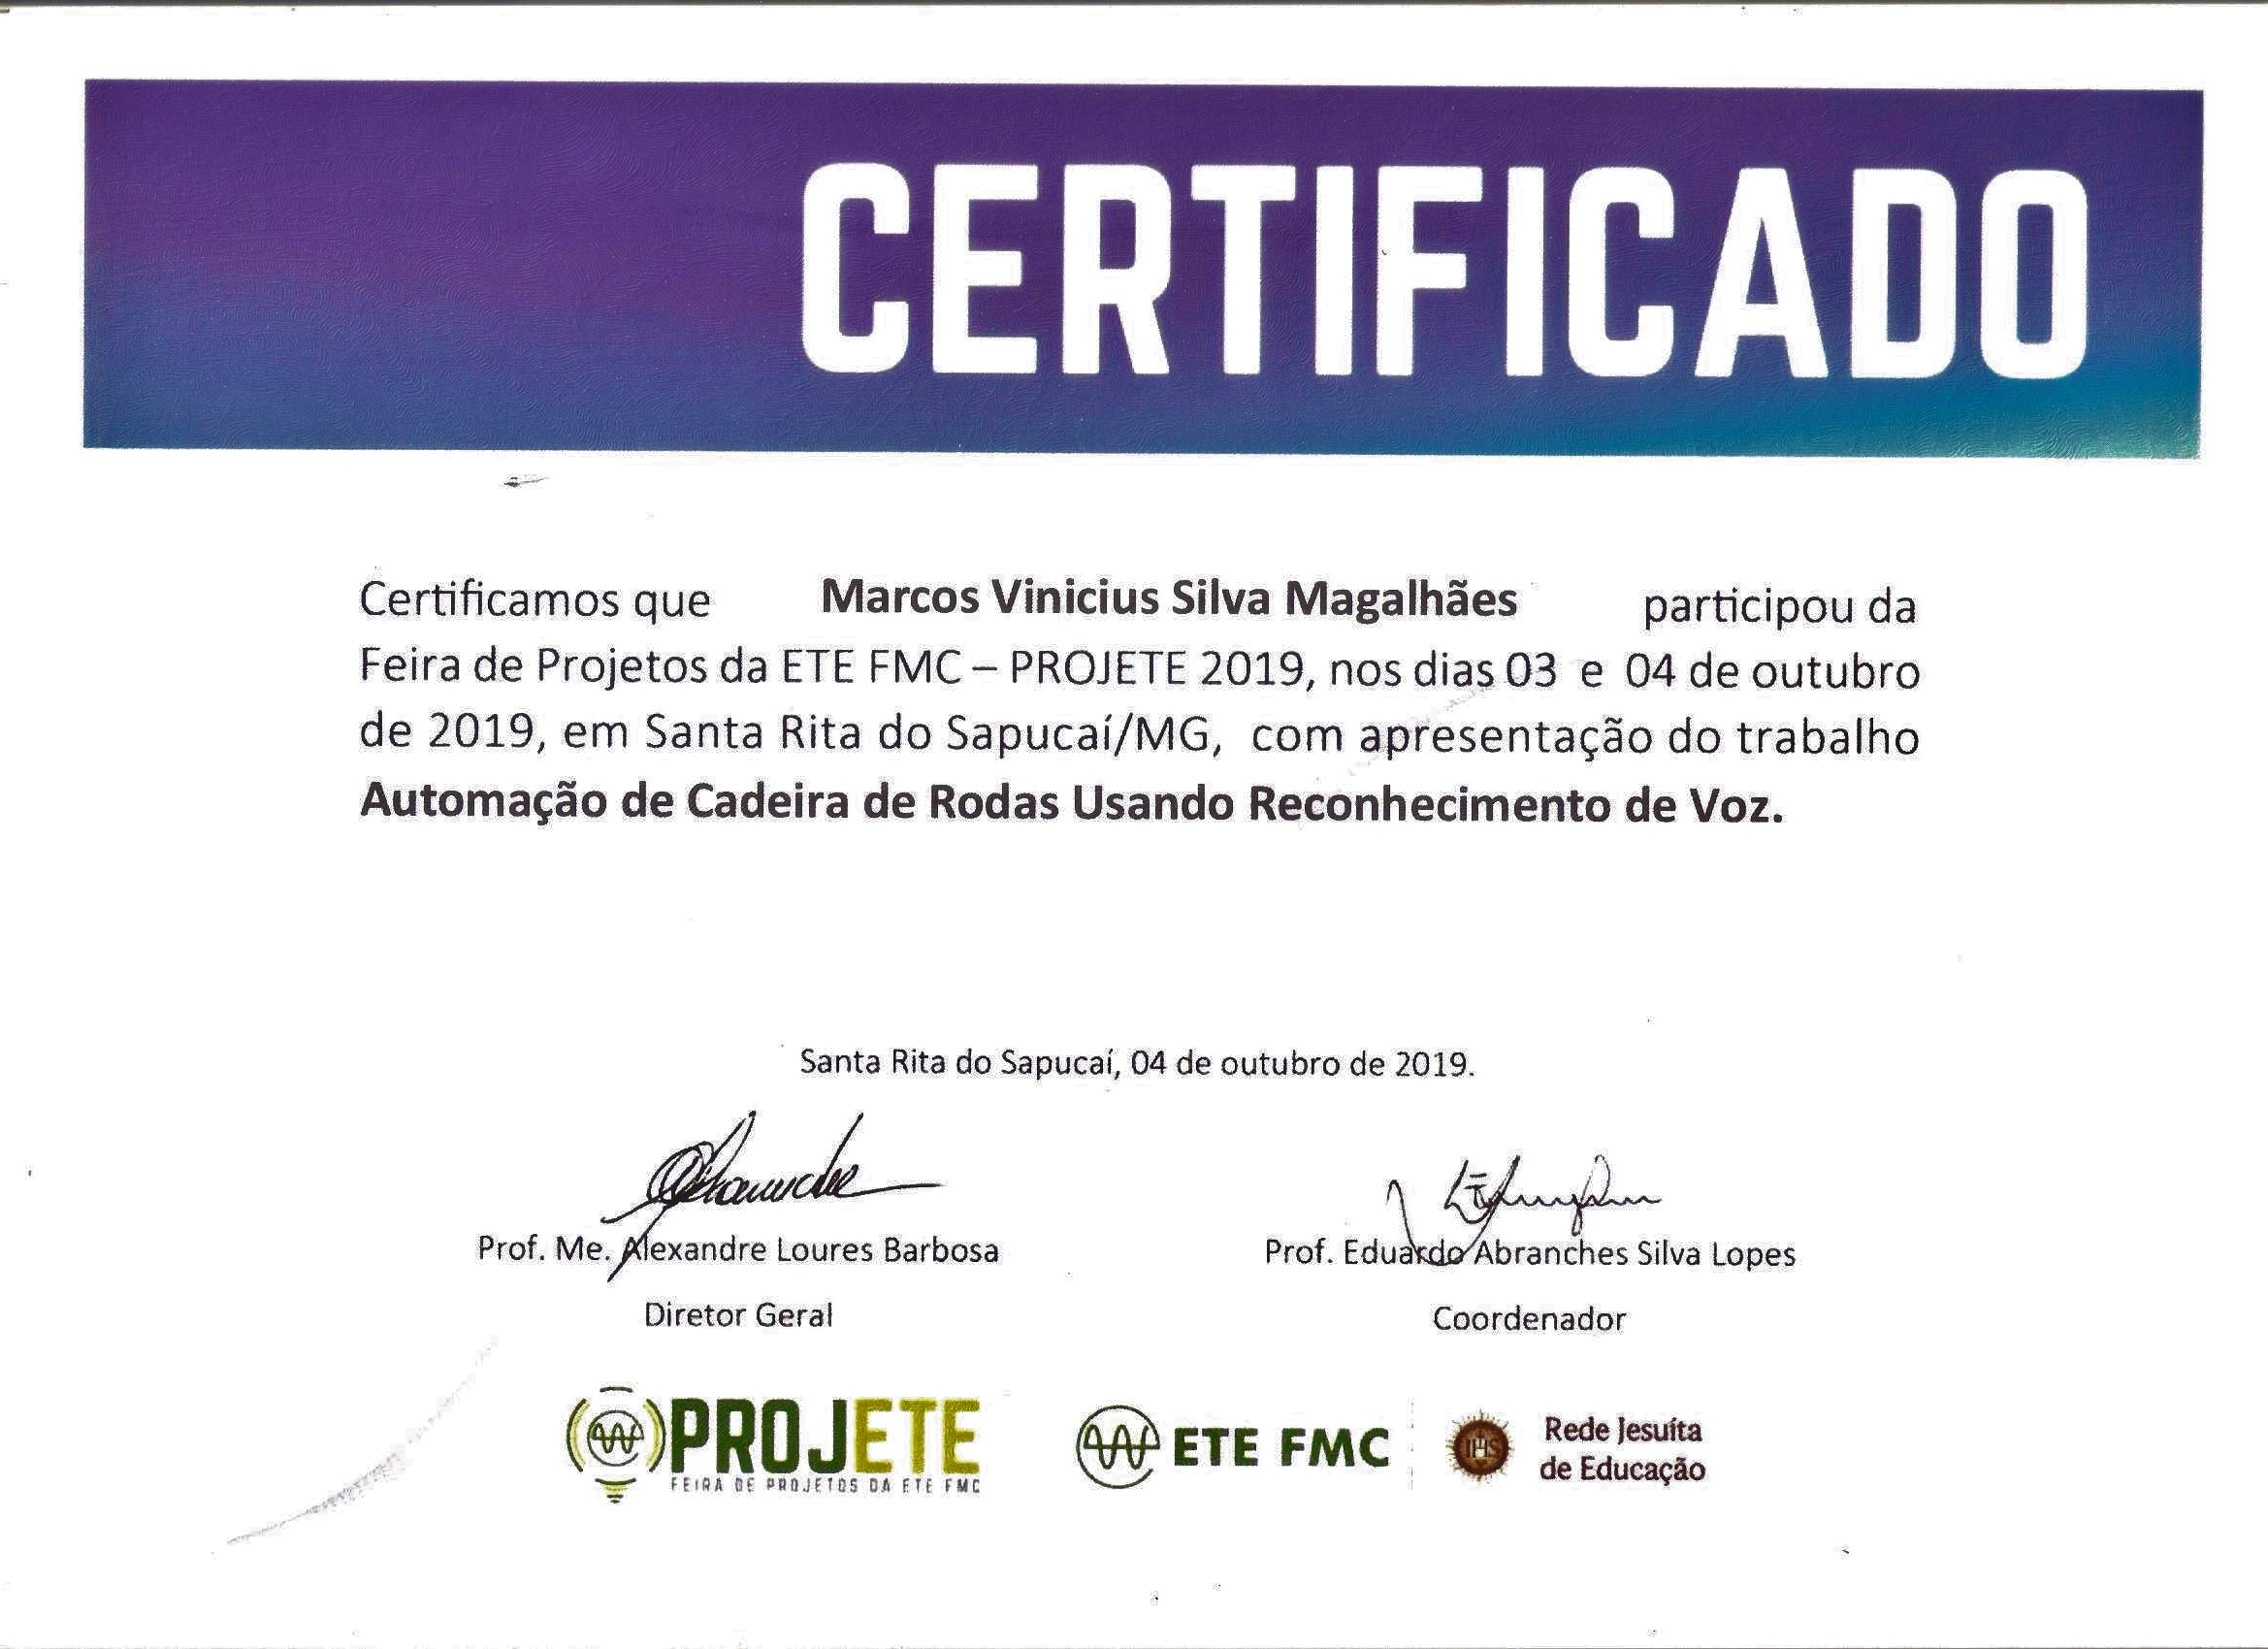 CERTIFICADO
Certificamos que Marcos Vinicius Silva Magalhães participou da
Feira de Projetos da ETE FMC – PROJETE 2019, nos dias 03 e 04 de outubro
de 2019, em Santa Rita do Sapucaí/MG, com apresentação do trabalho
Automação de Cadeira de Rodas Usando Reconhecimento de Voz.
Santa Rita do Sapucaí, 04 de outubro de 2019.
Prof. Me. Alexandre Loures Barbosa
Prof. Eduardo Abranches Silva Lopes
Diretor Geral
Coordenador
PROJETE
FEIRA DE PROJETOS DA ETE FMC
ETE FMC
IHS
Rede Jesuíta
de Educação